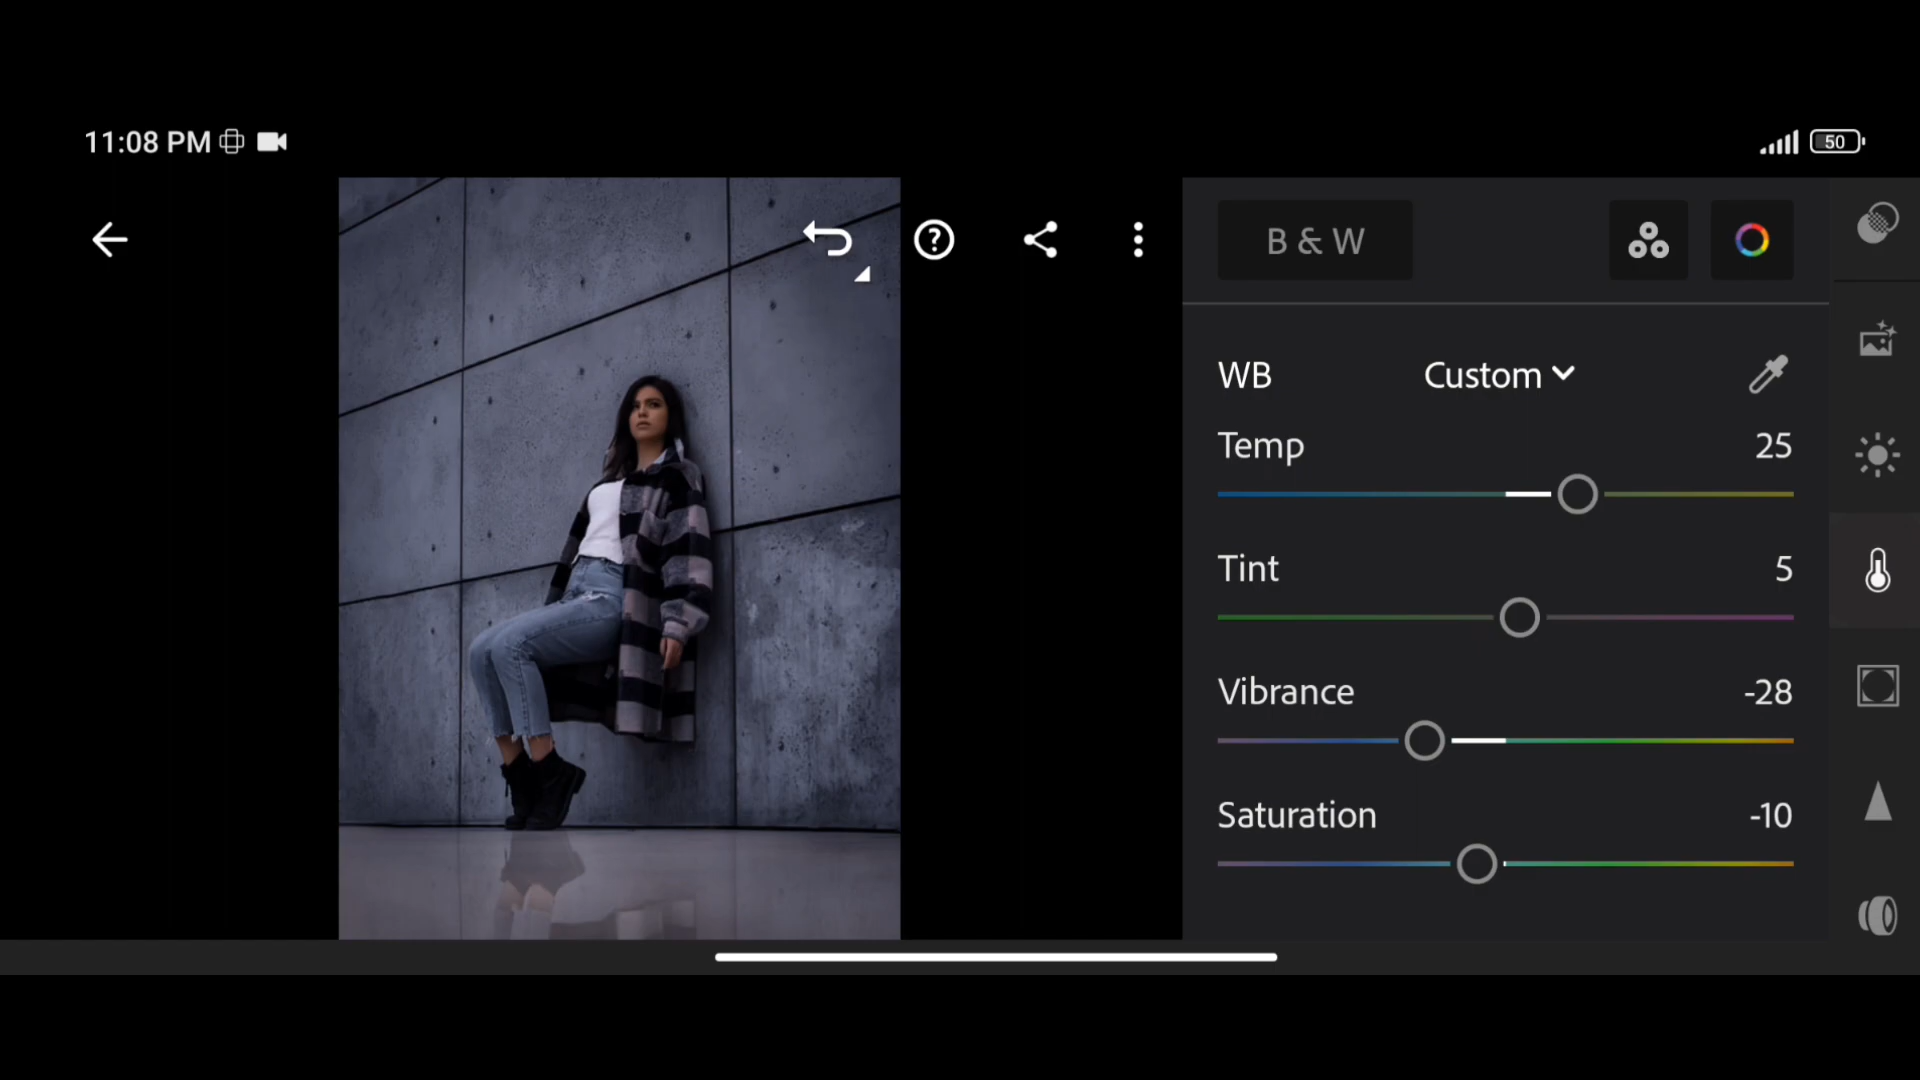 11:08 PM
50
B & W
WB Custom
Temp 25
Tint 5
Vibrance -28
Saturation -10